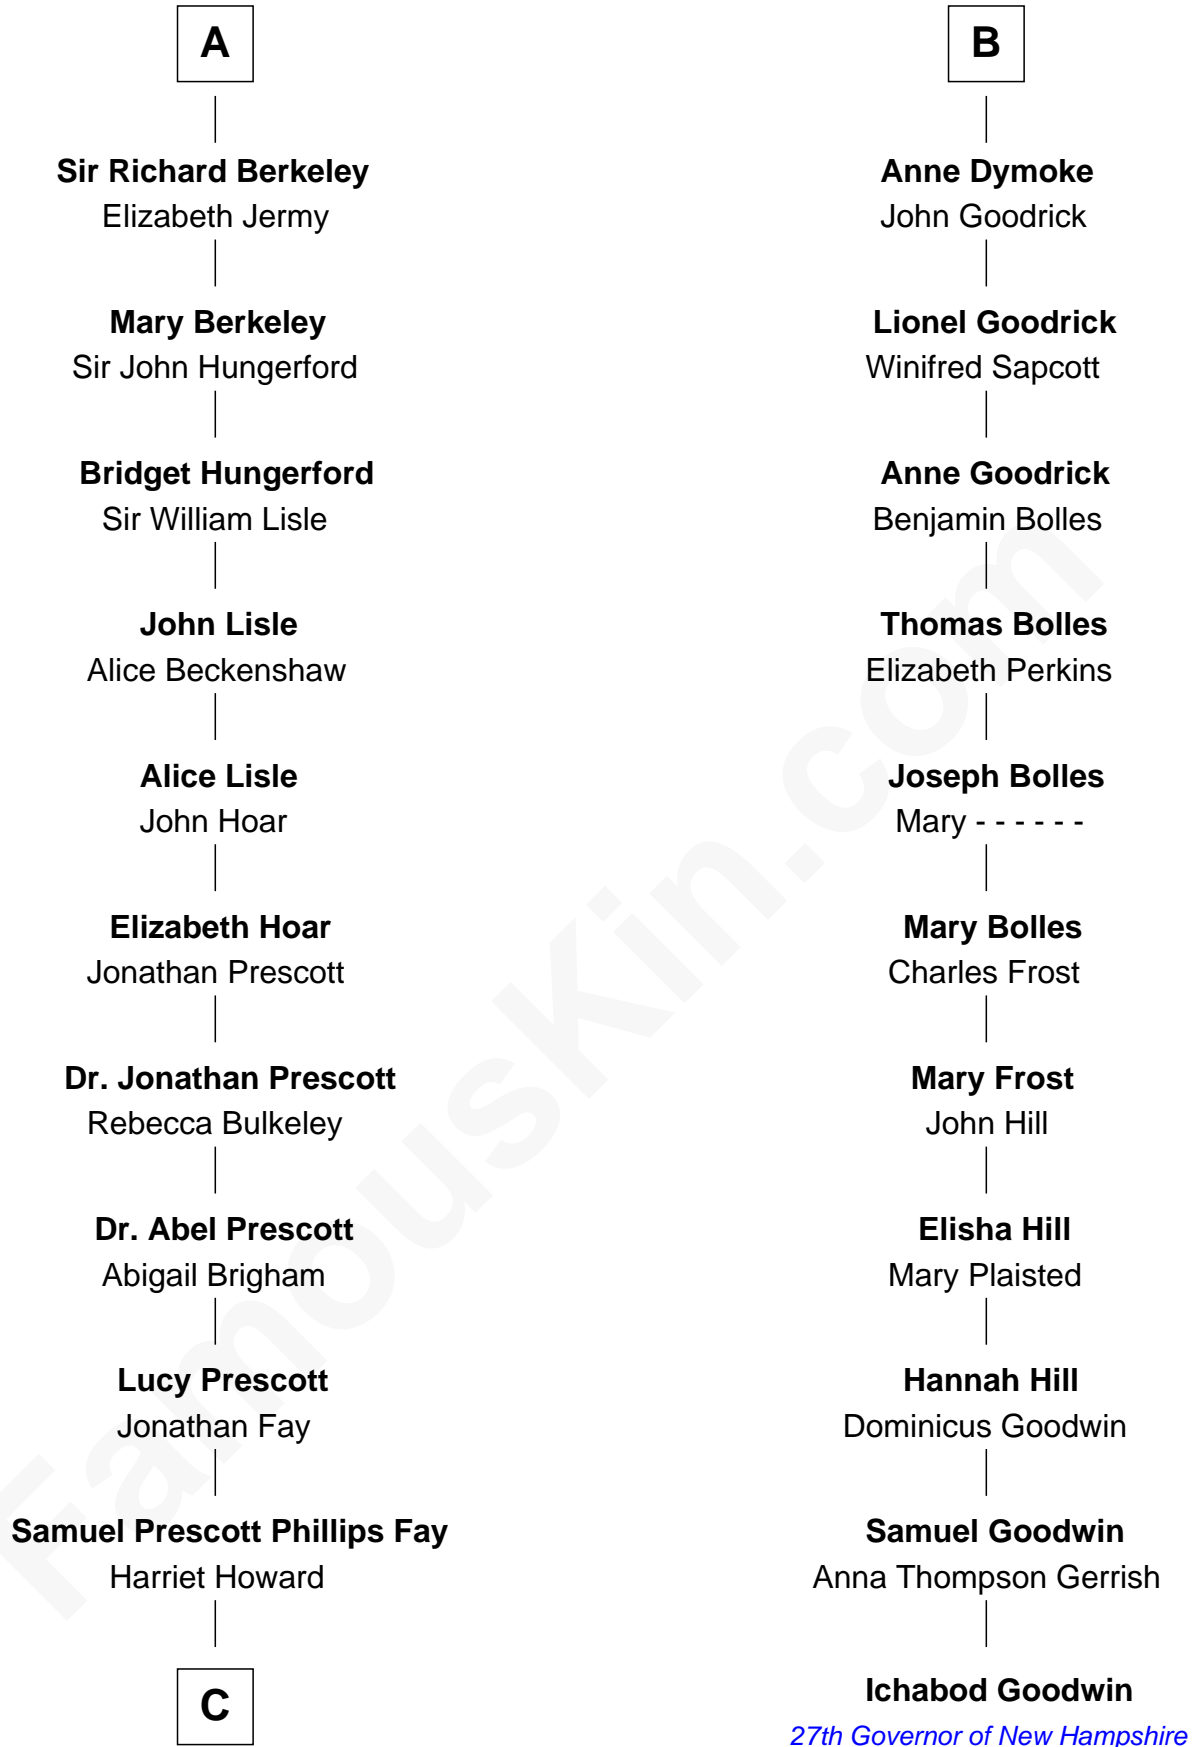 A
Sir Richard Berkeley
Elizabeth Jermy
Mary Berkeley
Sir John Hungerford
Bridget Hungerford
Sir William Lisle
John Lisle
Alice Beckenshaw
Alice Lisle
John Hoar
Elizabeth Hoar
Jonathan Prescott
Dr. Jonathan Prescott
Rebecca Bulkeley
Dr. Abel Prescott
Abigail Brigham
Lucy Prescott
Jonathan Fay
Samuel Prescott Phillips Fay
Harriet Howard
C
B
Anne Dymoke
John Goodrick
Lionel Goodrick
Winifred Sapcott
Anne Goodrick
Benjamin Bolles
Thomas Bolles
Elizabeth Perkins
Joseph Bolles
Mary - - - - - -
Mary Bolles
Charles Frost
Mary Frost
John Hill
Elisha Hill
Mary Plaisted
Hannah Hill
Dominicus Goodwin
Samuel Goodwin
Anna Thompson Gerrish
Ichabod Goodwin
27th Governor of New Hampshire
FamousKin.com